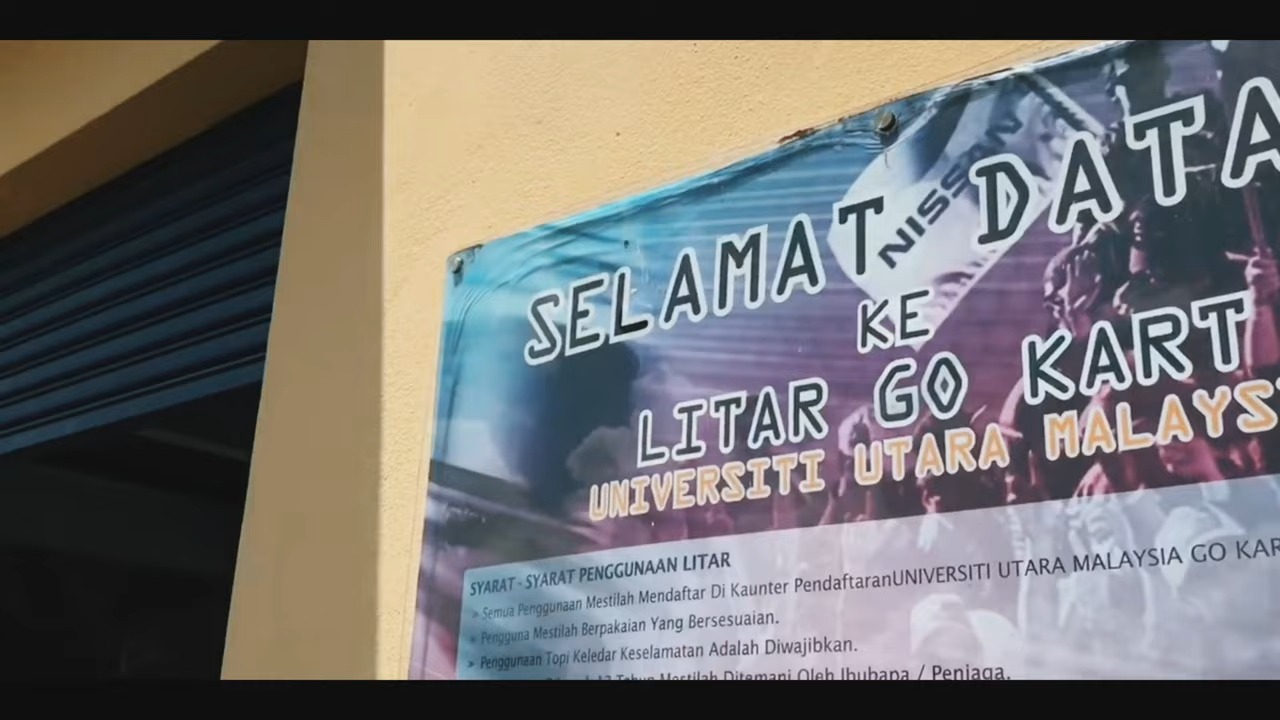 NISSAN
SELAMAT DATA
KE
LITAR GO KART
UNIVERSITI UTARA MALAYS
SYARAT - SYARAT PENGGUNAAN LITAR
» Semua Penggunaan Mestilah Mendaftar Di Kaunter PendaftaranUNIVERSITI UTARA MALAYSIA GO KAR
» Pengguna Mestilah Berpakaian Yang Bersesuaian.
» Penggunaan Topi Keledar Keselamatan Adalah Diwajibkan.
12 Tahun Mestilah Ditemani Oleh Ibubapa / Penjaga.